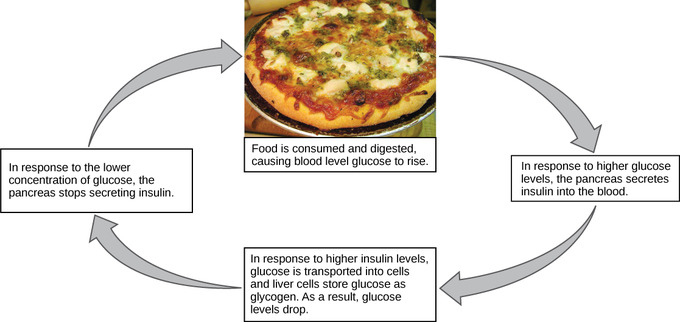 Food is consumed and digested,
causing blood level glucose to rise.
In response to higher glucose
levels, the pancreas secretes
insulin into the blood.
In response to higher insulin levels,
glucose is transported into cells
and liver cells store glucose as
glycogen. As a result, glucose
levels drop.
In response to the lower
concentration of glucose, the
pancreas stops secreting insulin.